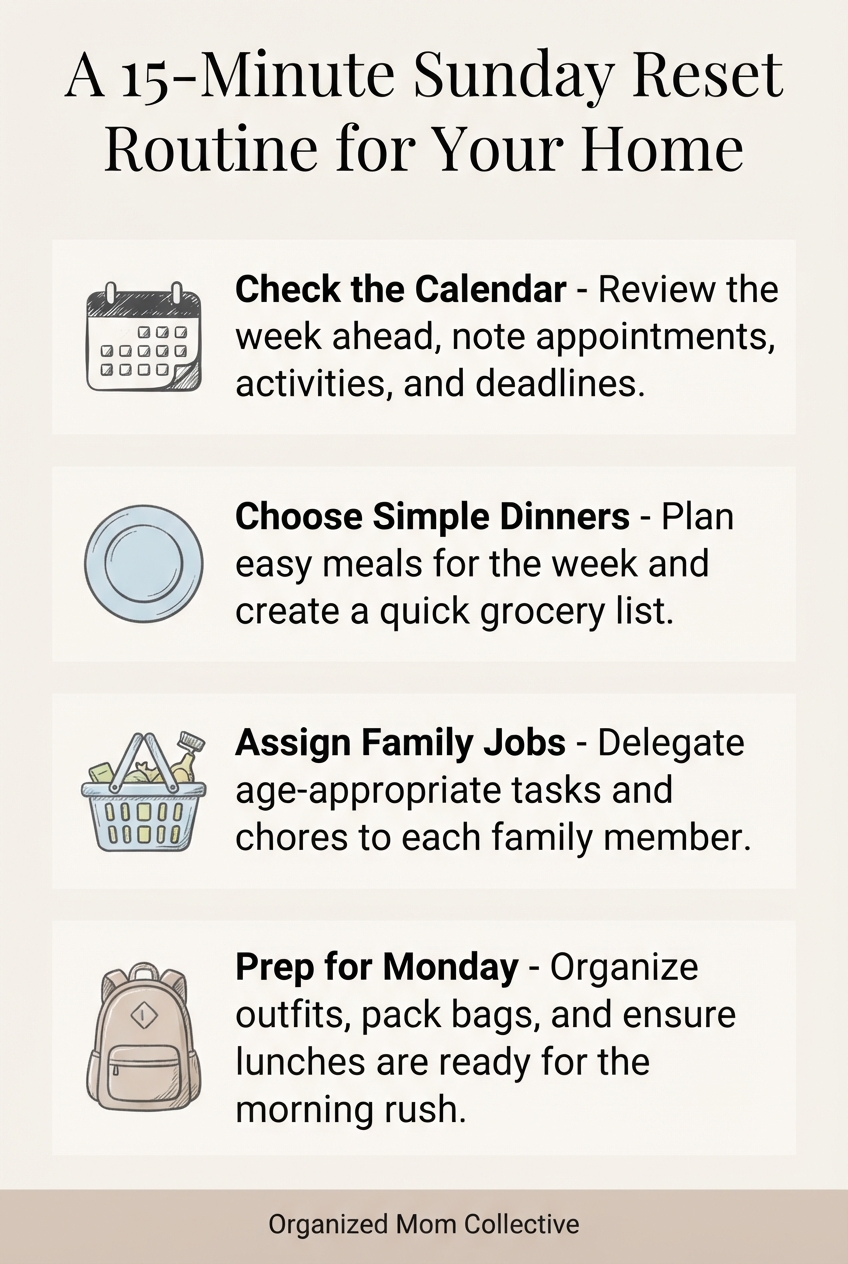 A 15-Minute Sunday Reset
Routine for Your Home
Check the Calendar - Review the
week ahead, note appointments,
activities, and deadlines.
Choose Simple Dinners - Plan
easy meals for the week and
create a quick grocery list.
Assign Family Jobs - Delegate
age-appropriate tasks and
chores to each family member.
Prep for Monday - Organize
outfits, pack bags, and ensure
lunches are ready for the
morning rush.
Organized Mom Collective